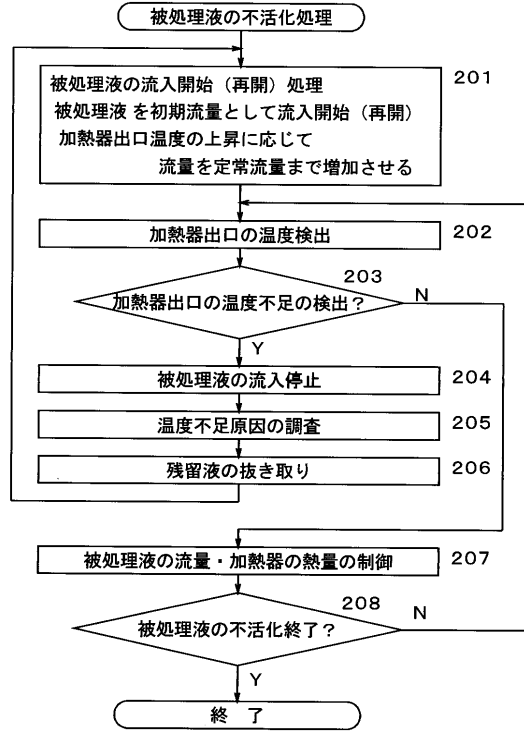 被処理液の不活化処理
201
被処理液の流入開始（再開）処理
被処理液を初期流量として流入開始（再開）
加熱器出口温度の上昇に応じて
流量を定常流量まで増加させる
加熱器出口の温度検出
202
203
加熱器出口の温度不足の検出？
N
Y
被処理液の流入停止
204
温度不足原因の調査
205
残留液の抜き取り
206
被処理液の流量・加熱器の熱量の制御
207
208
被処理液の不活化終了？
N
Y
終 了